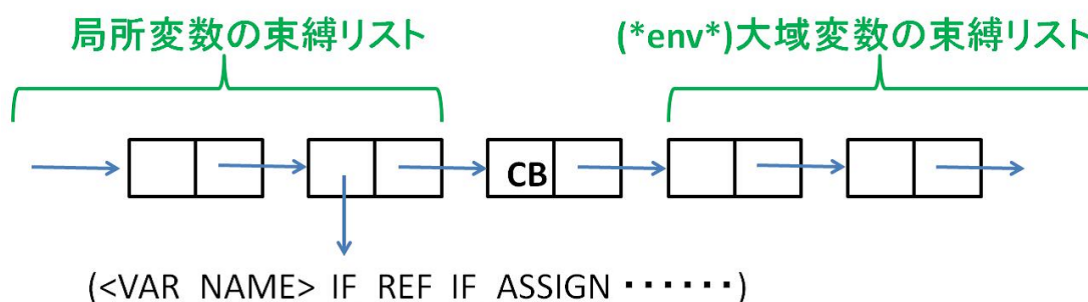 局所変数の束縛リスト
(*env*)大域変数の束縛リスト
CB
(<VAR NAME> IF REF IF ASSIGN ・・・・・・)